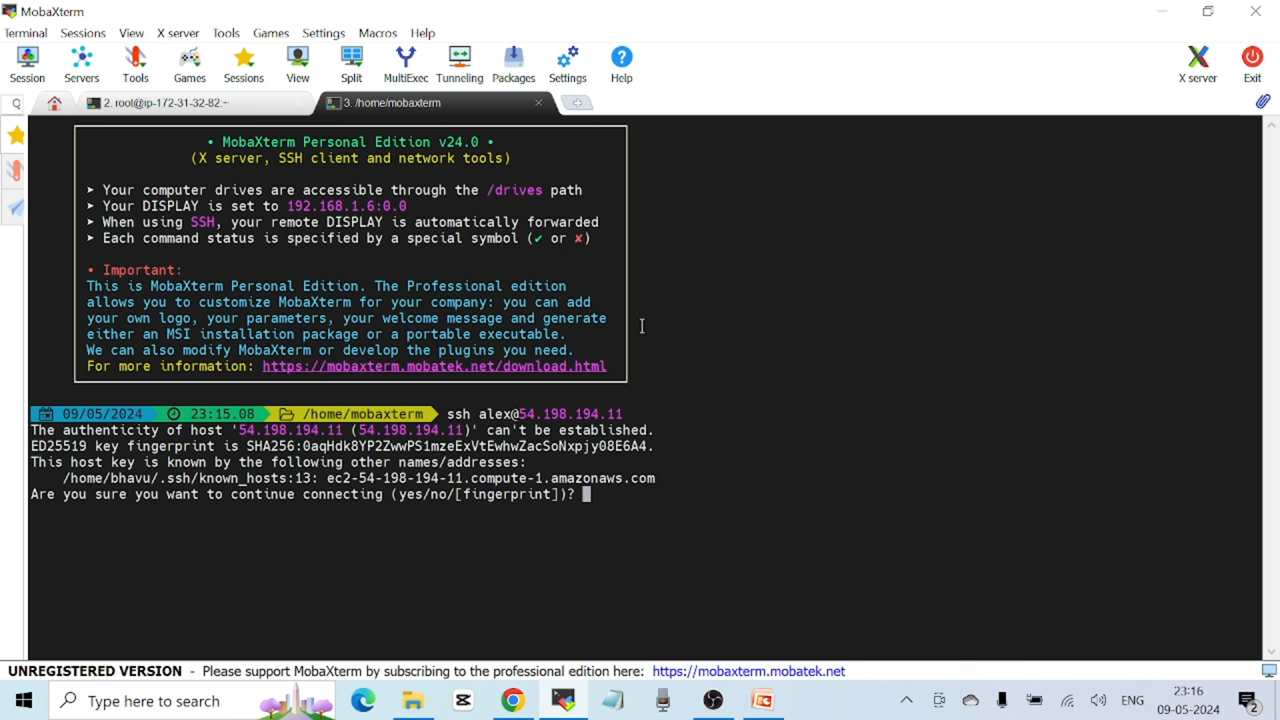 MobaXterm
Terminal Sessions View X server Tools Games Settings Macros Help
Session Servers Tools Games Sessions View Split MultiExec Tunneling Packages Settings Help X server Exit
2. root@ip-172-31-32-82:~ 3. /home/mobaxterm
• MobaXterm Personal Edition v24.0 •
(X server, SSH client and network tools)
➤ Your computer drives are accessible through the /drives path
➤ Your DISPLAY is set to 192.168.1.6:0.0
➤ When using SSH, your remote DISPLAY is automatically forwarded
➤ Each command status is specified by a special symbol (✔ or ✘)
• Important:
This is MobaXterm Personal Edition. The Professional edition
allows you to customize MobaXterm for your company: you can add
your own logo, your parameters, your welcome message and generate
either an MSI installation package or a portable executable.
We can also modify MobaXterm or develop the plugins you need.
For more information: https://mobaxterm.mobatek.net/download.html
09/05/2024 23:15.08 /home/mobaxterm ssh alex@54.198.194.11
The authenticity of host '54.198.194.11 (54.198.194.11)' can't be established.
ED25519 key fingerprint is SHA256:0aqHdk8YP2ZwwPS1mzeExVtEwhwZacSoNxpjy08E6A4.
This host key is known by the following other names/addresses:
/home/bhavu/.ssh/known_hosts:13: ec2-54-198-194-11.compute-1.amazonaws.com
Are you sure you want to continue connecting (yes/no/[fingerprint])?
UNREGISTERED VERSION - Please support MobaXterm by subscribing to the professional edition here: https://mobaxterm.mobatek.net
Type here to search ENG 23:16
09-05-2024 2